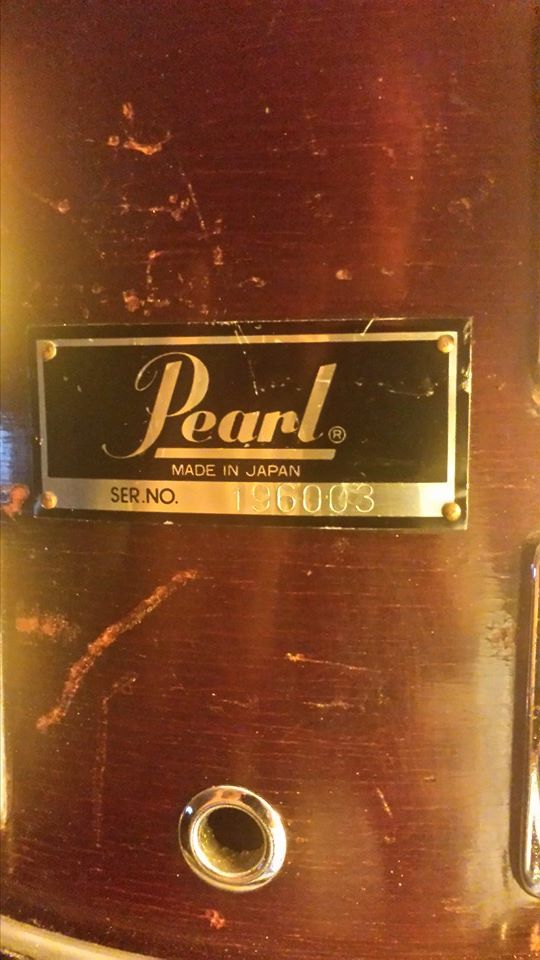 Pearl®
MADE IN JAPAN
SER.NO. 196003